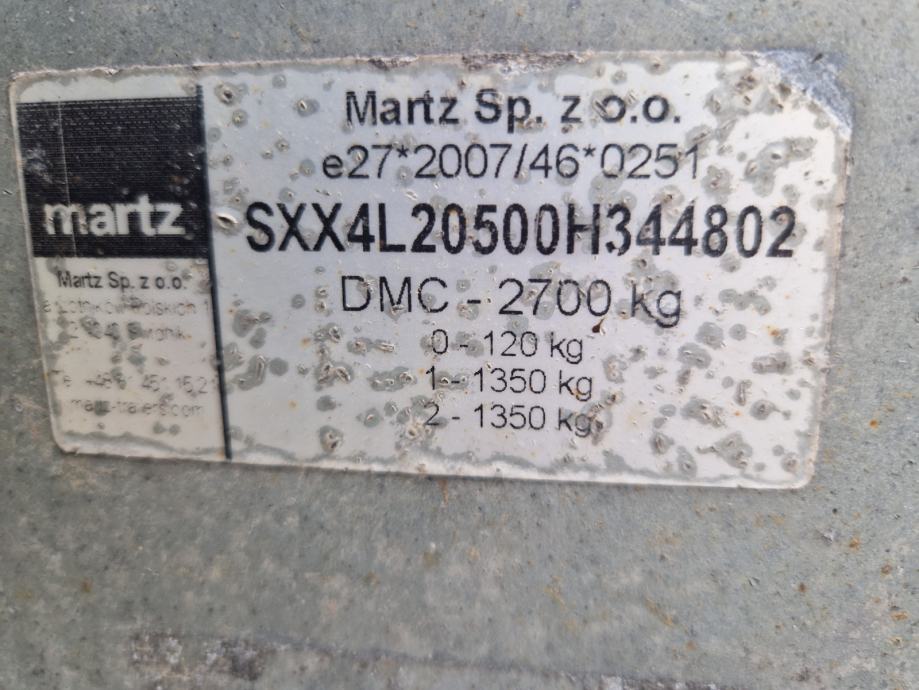 martz
Martz Sp. z o.o.
Martz Sp. z o.o.
e27*2007/46*0251
SXX4L20500H344802
DMC - 2700 kg
0 - 120 kg
1 - 1350 kg
2 - 1350 kg